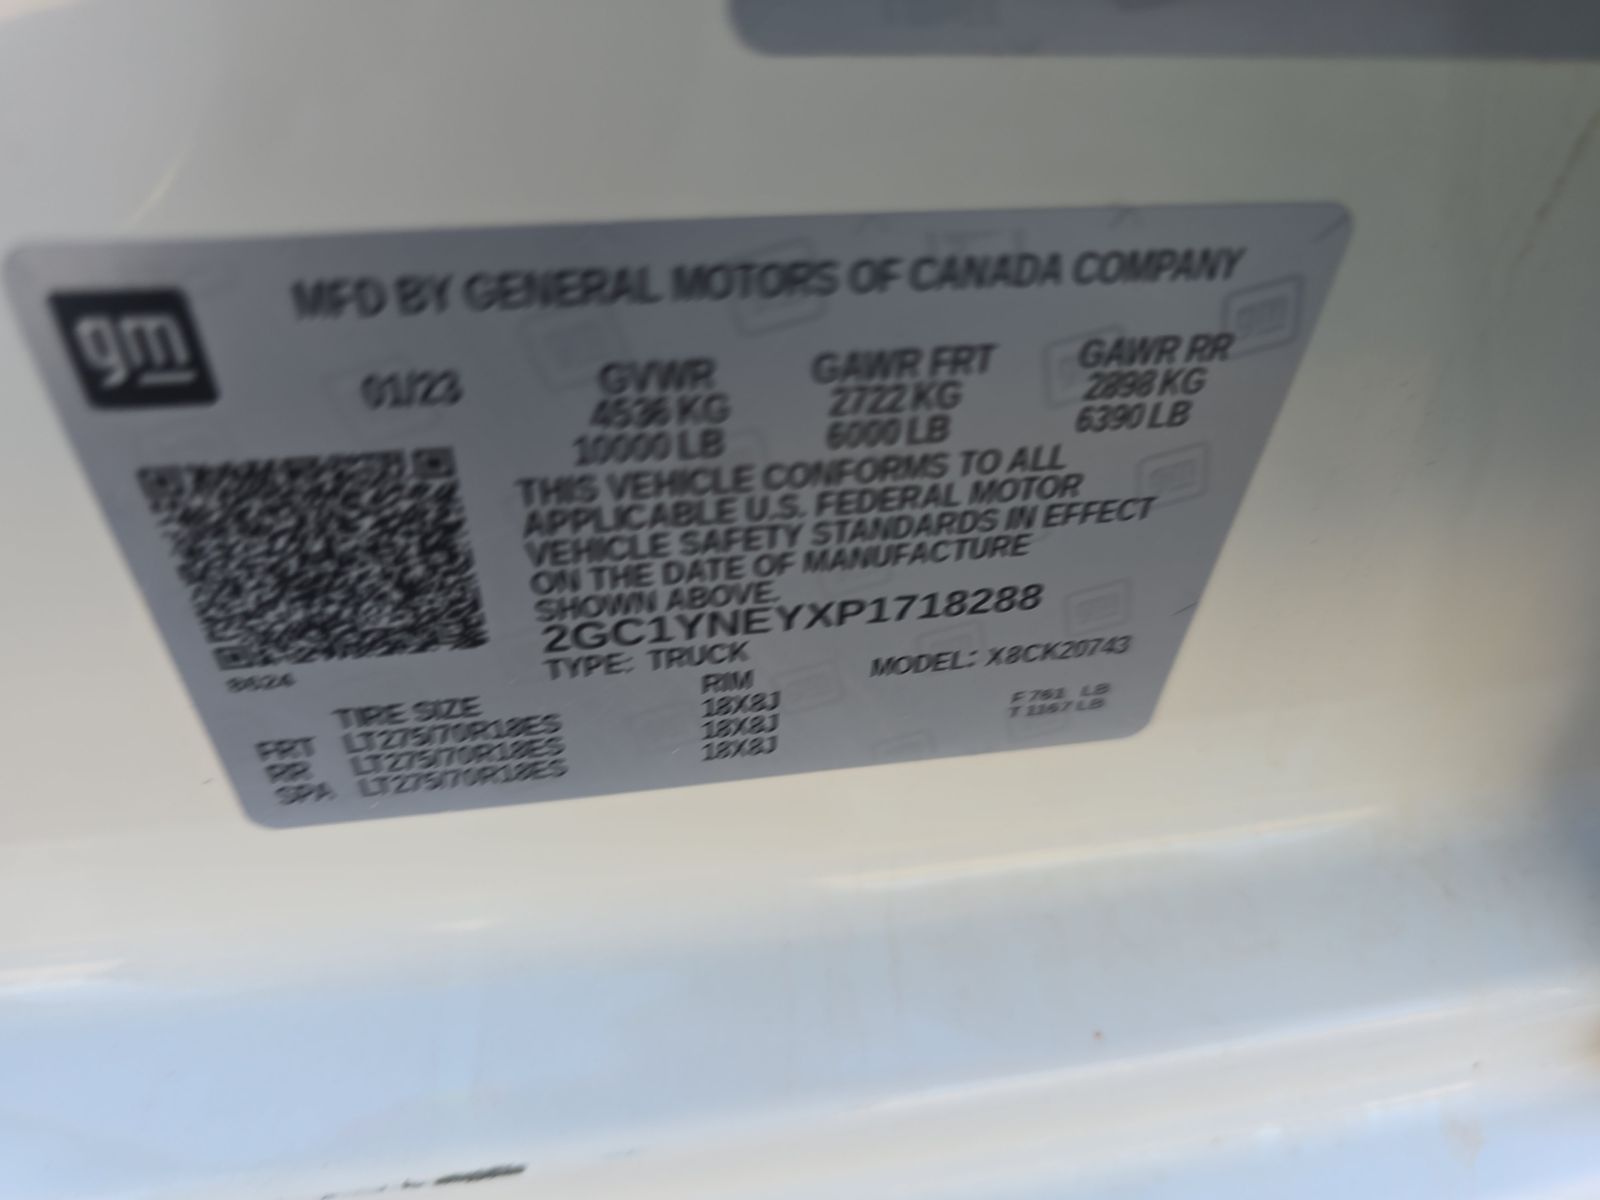 gm
MFD BY GENERAL MOTORS OF CANADA COMPANY
01/23 GVWR GAWR FRT GAWR RR
4536 KG 2722 KG 2898 KG
10000 LB 6000 LB 6390 LB
THIS VEHICLE CONFORMS TO ALL
APPLICABLE U.S. FEDERAL MOTOR
VEHICLE SAFETY STANDARDS IN EFFECT
ON THE DATE OF MANUFACTURE
SHOWN ABOVE.
2GC1YNEYXP1718288
TYPE: TRUCK MODEL: X8CK20743
8624
TIRE SIZE RIM
FRT LT275/70R18ES 18X8J
RR LT275/70R18ES 18X8J
SPA LT275/70R18ES 18X8J
F 761 LB
T 1167 LB